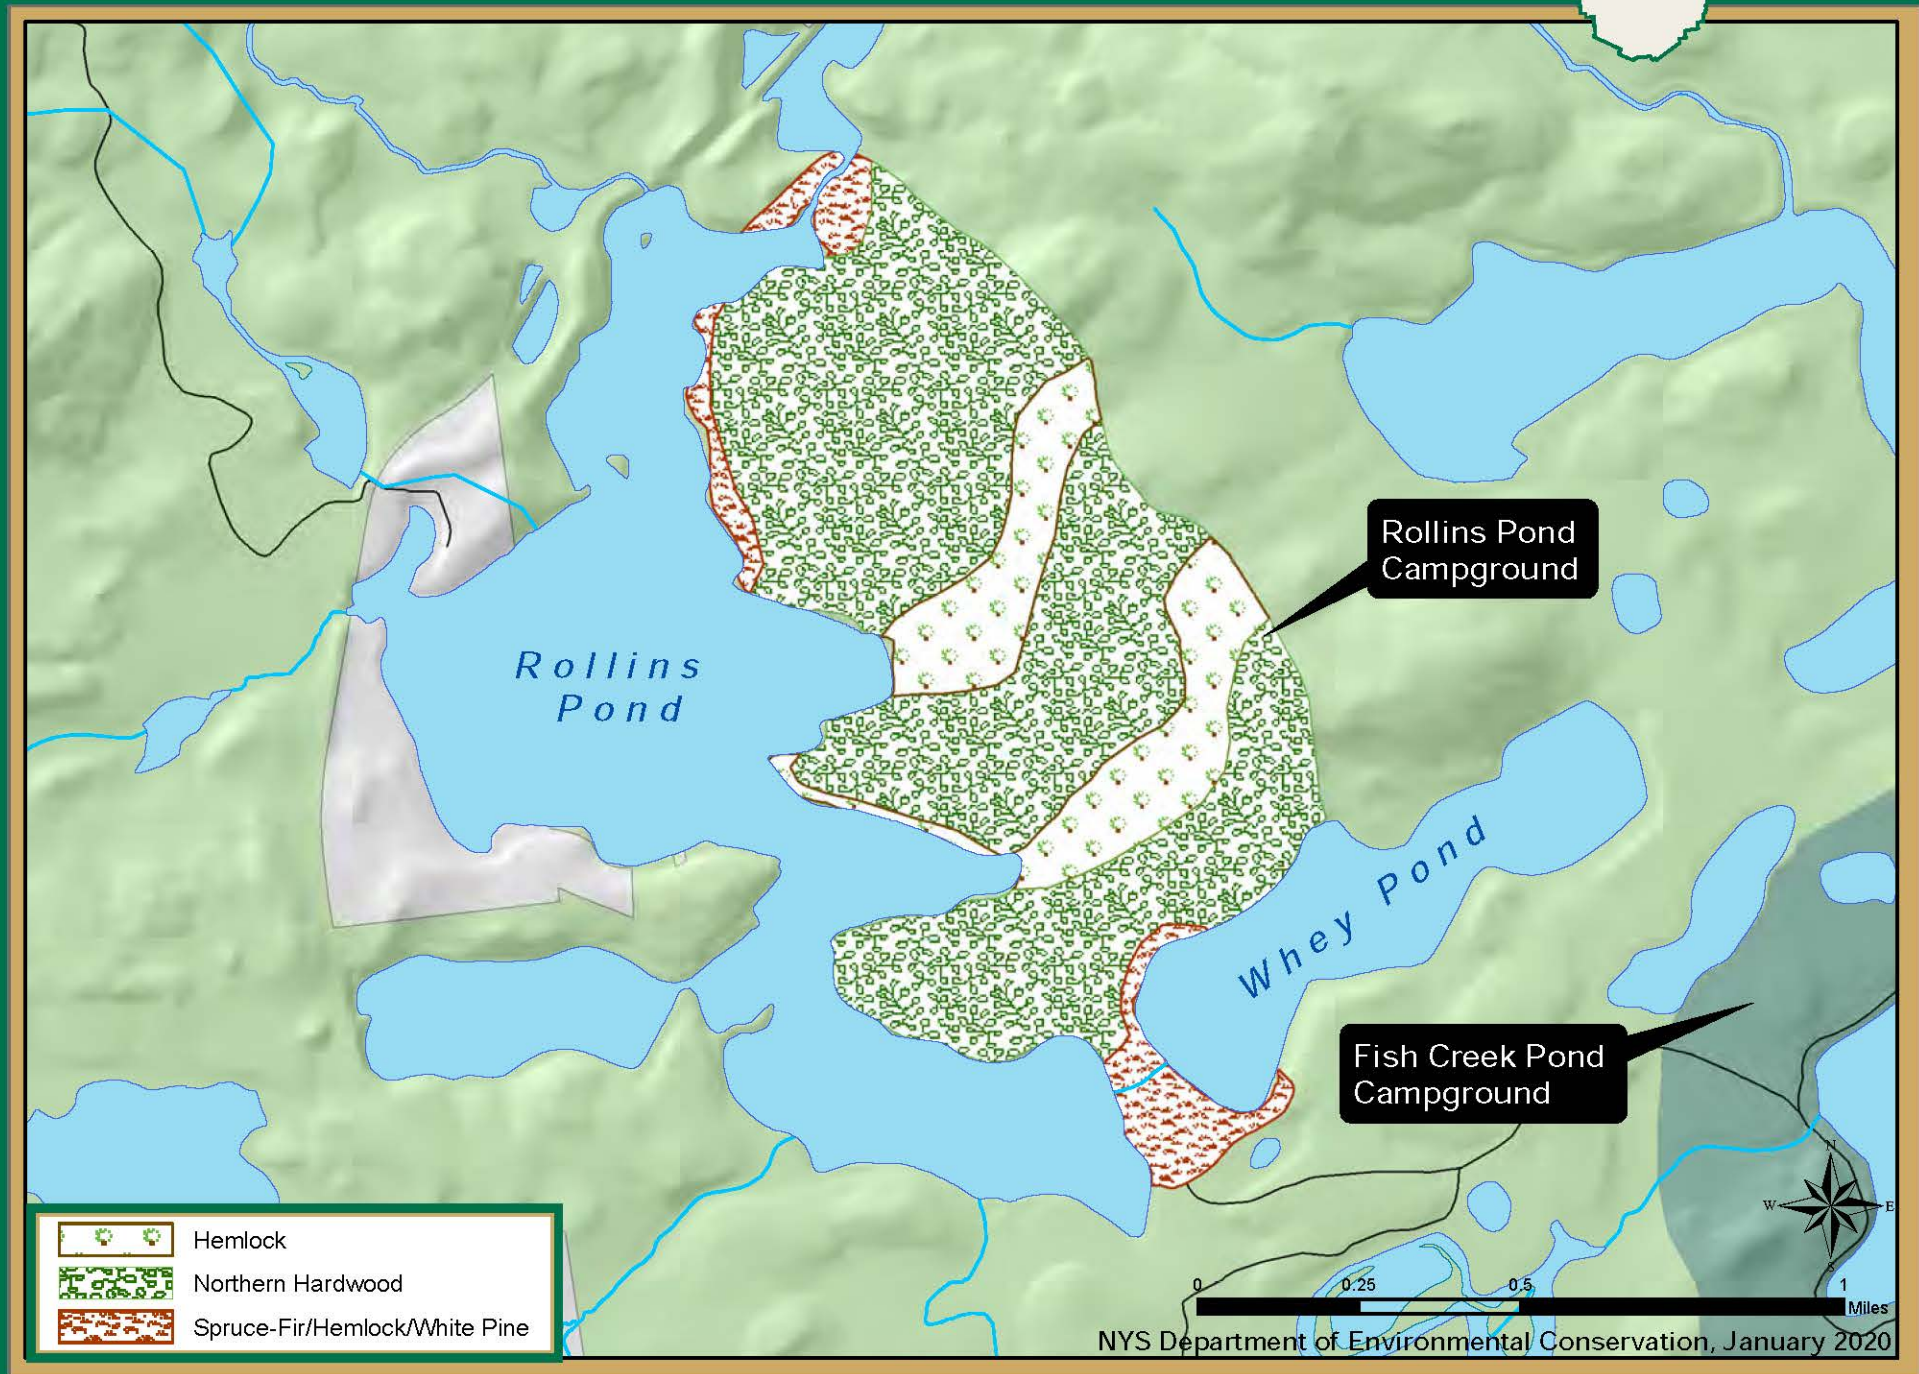 Rollins Pond
Campground
Rollins
Pond
Whey Pond
Fish Creek Pond
Campground
N
W
E
S
Hemlock
Northern Hardwood
Spruce-Fir/Hemlock/White Pine
0 0.25 0.5 1
Miles
NYS Department of Environmental Conservation, January 2020